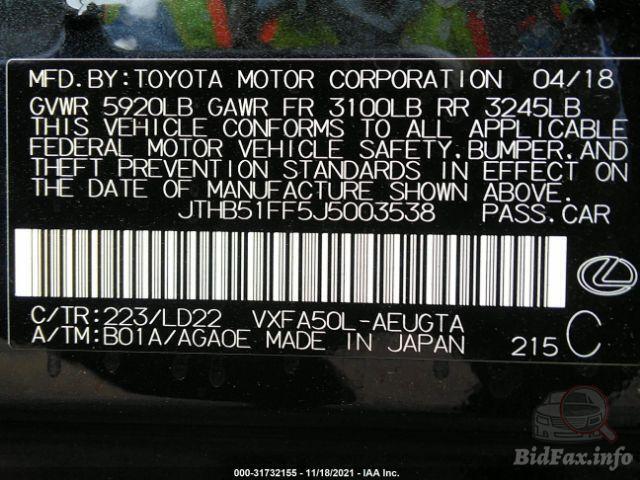 MFD.BY:TOYOTA MOTOR CORPORATION 04/18
GVWR 5920LB GAWR FR 3100LB RR 3245LB
THIS VEHICLE CONFORMS TO ALL APPLICABLE
FEDERAL MOTOR VEHICLE SAFETY,BUMPER,AND
THEFT PREVENTION STANDARDS IN EFFECT ON
THE DATE OF MANUFACTURE SHOWN ABOVE.
JTHB51FF5J5003538 PASS.CAR
C/TR:223/LD22 VXFA50L-AEUGTA
A/TM:B01A/AGA0E MADE IN JAPAN 215 C
BidFax.info
000-31732155 - 11/18/2021 - IAA Inc.